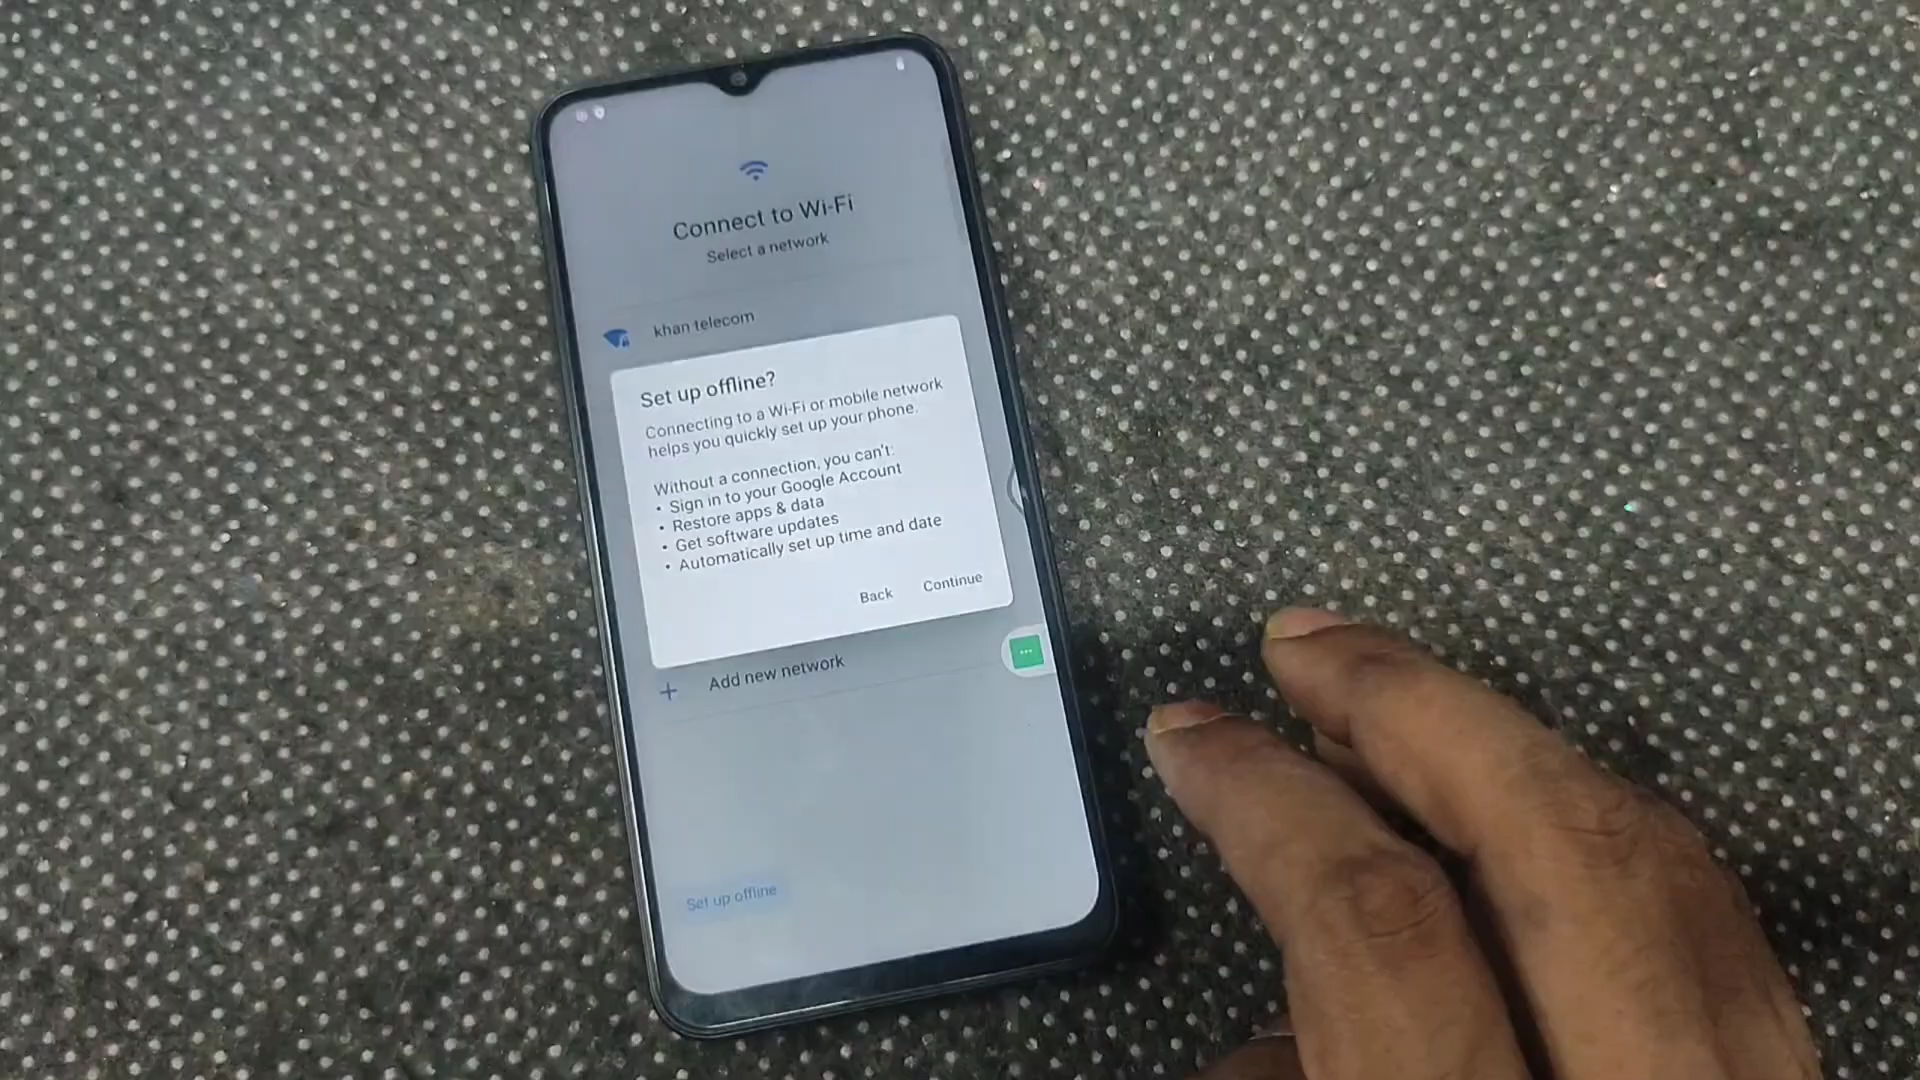 Connect to Wi-Fi
Select a network
khan telecom
Set up offline?
Connecting to a Wi-Fi or mobile network
helps you quickly set up your phone.
Without a connection, you can't:
• Sign in to your Google Account
• Restore apps & data
• Get software updates
• Automatically set up time and date
Back Continue
+ Add new network
Set up offline